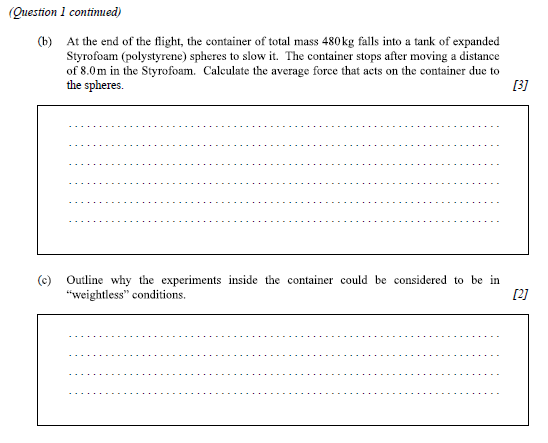 (Question 1 continued)
(b) At the end of the flight, the container of total mass 480kg falls into a tank of expanded
Styrofoam (polystyrene) spheres to slow it. The container stops after moving a distance
of 8.0m in the Styrofoam. Calculate the average force that acts on the container due to
the spheres. [3]
(c) Outline why the experiments inside the container could be considered to be in
“weightless” conditions. [2]